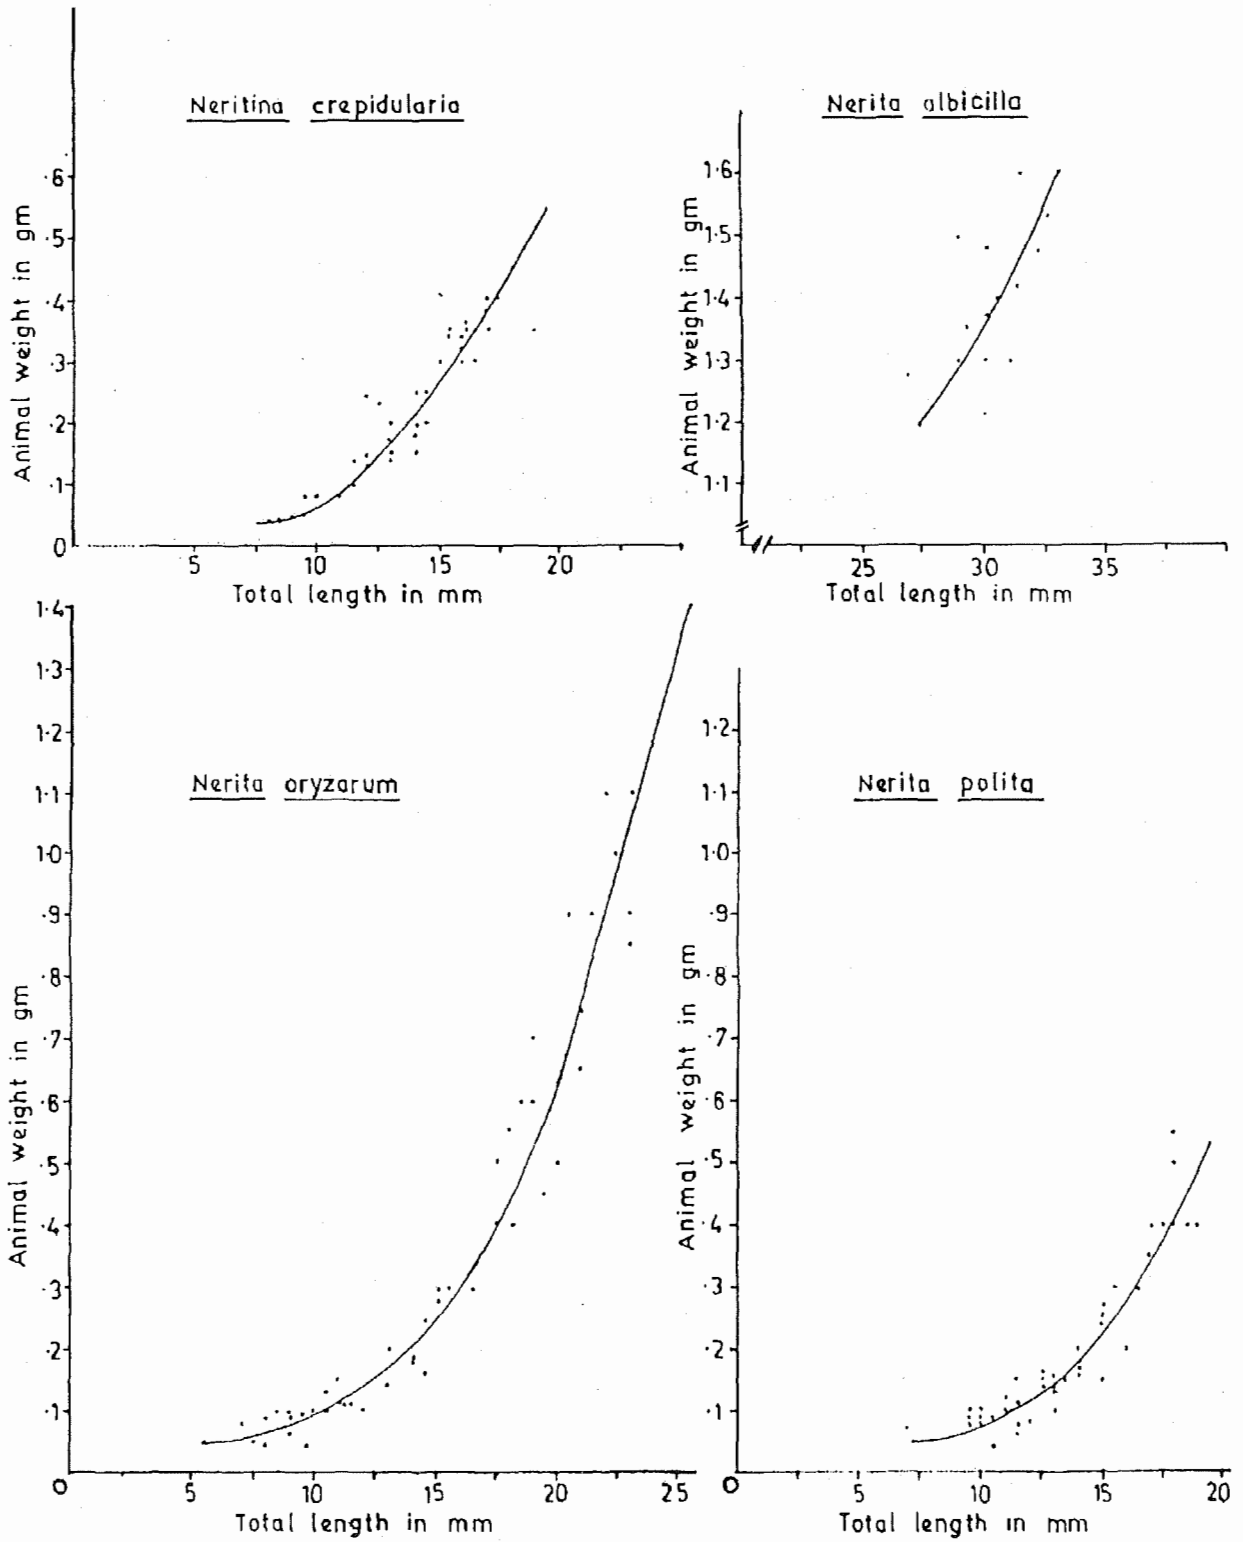 Neritina crepidularia
Animal weight in gm
·6
·5
·4
·3
·2
·1
0
5 10 15 20
Total length in mm
Nerita albicilla
Animal weight in gm
1·6
1·5
1·4
1·3
1·2
1·1
25 30 35
Total length in mm
Nerita oryzarum
Animal weight in gm
1·4
1·3
1·2
1·1
1·0
·9
·8
·7
·6
·5
·4
·3
·2
·1
0 5 10 15 20 25
Total length in mm
Nerita polita
Animal weight in gm
1·2
1·1
1·0
·9
·8
·7
·6
·5
·4
·3
·2
·1
0 5 10 15 20
Total length in mm